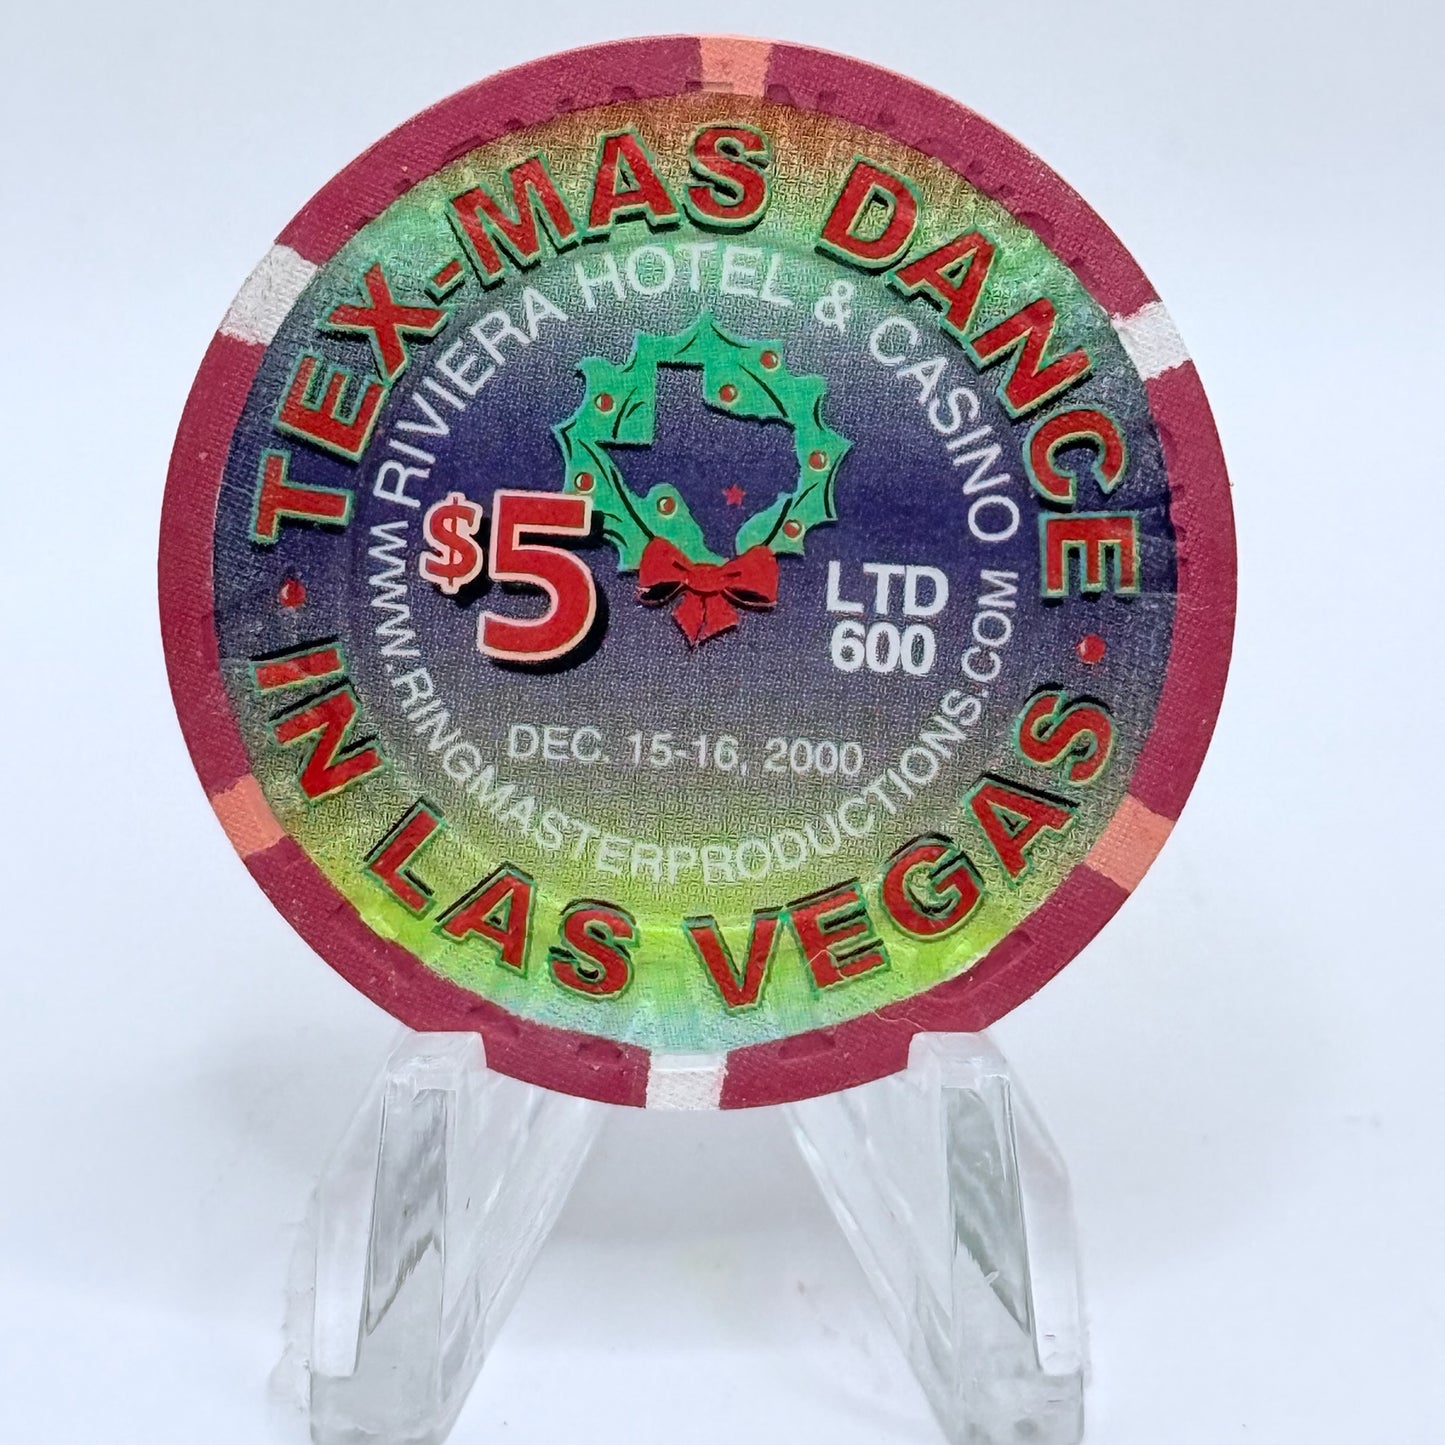 TEX-MAS DANCE
RIVIERA HOTEL & CASINO
$5
LTD
600
DEC. 15-16, 2000
WWW.RINGMASTERPRODUCTIONS.COM
IN LAS VEGAS